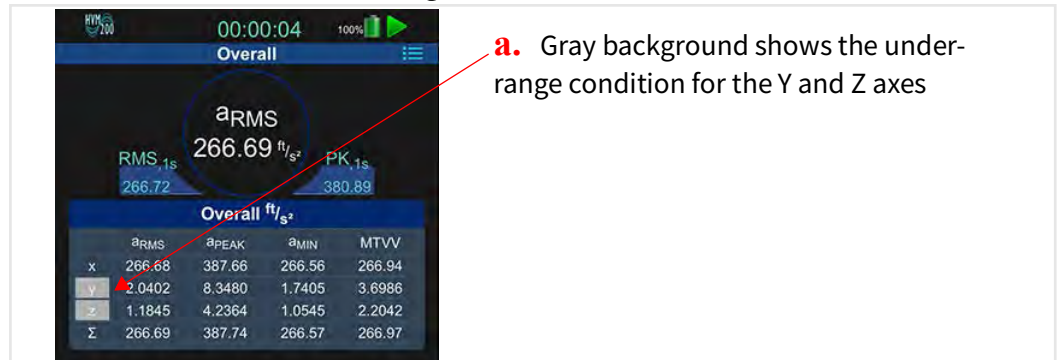 HVM200 00:00:04 100%
Overall
aRMS
266.69 ft/s²
RMS,1s PK,1s
266.72 380.89
Overall ft/s²
aRMS aPEAK aMIN MTVV
x 266.68 387.66 266.56 266.94
y 2.0402 8.3480 1.7405 3.6986
z 1.1845 4.2364 1.0545 2.2042
Σ 266.69 387.74 266.57 266.97
a. Gray background shows the under-
range condition for the Y and Z axes